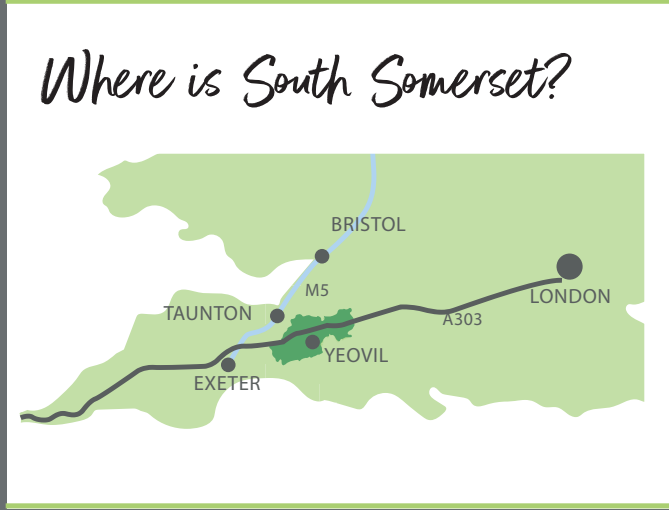 Where is South Somerset?
BRISTOL
M5
LONDON
TAUNTON
A303
YEOVIL
EXETER